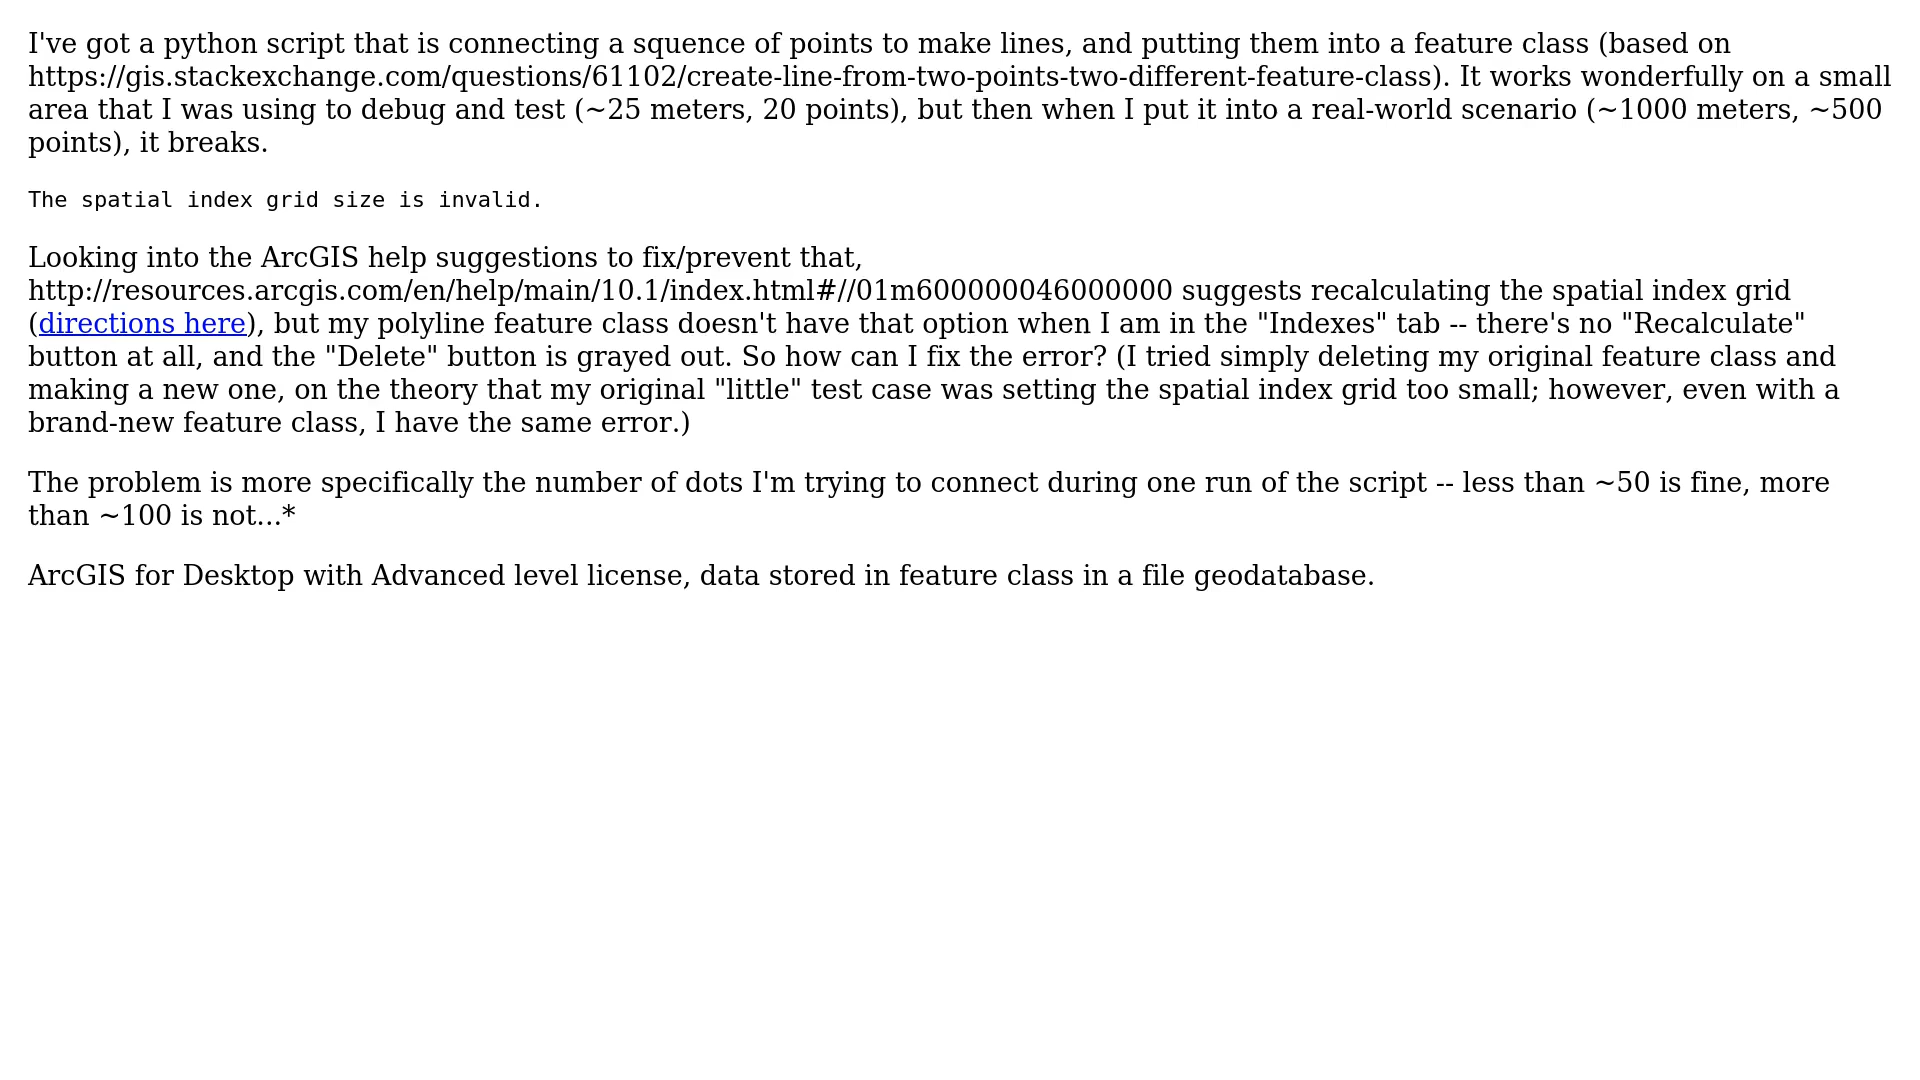 I've got a python script that is connecting a squence of points to make lines, and putting them into a feature class (based on
https://gis.stackexchange.com/questions/61102/create-line-from-two-points-two-different-feature-class). It works wonderfully on a small
area that I was using to debug and test (~25 meters, 20 points), but then when I put it into a real-world scenario (~1000 meters, ~500
points), it breaks.
The spatial index grid size is invalid.
Looking into the ArcGIS help suggestions to fix/prevent that,
http://resources.arcgis.com/en/help/main/10.1/index.html#//01m600000046000000 suggests recalculating the spatial index grid
(directions here), but my polyline feature class doesn't have that option when I am in the "Indexes" tab -- there's no "Recalculate"
button at all, and the "Delete" button is grayed out. So how can I fix the error? (I tried simply deleting my original feature class and
making a new one, on the theory that my original "little" test case was setting the spatial index grid too small; however, even with a
brand-new feature class, I have the same error.)
The problem is more specifically the number of dots I'm trying to connect during one run of the script -- less than ~50 is fine, more
than ~100 is not...*
ArcGIS for Desktop with Advanced level license, data stored in feature class in a file geodatabase.